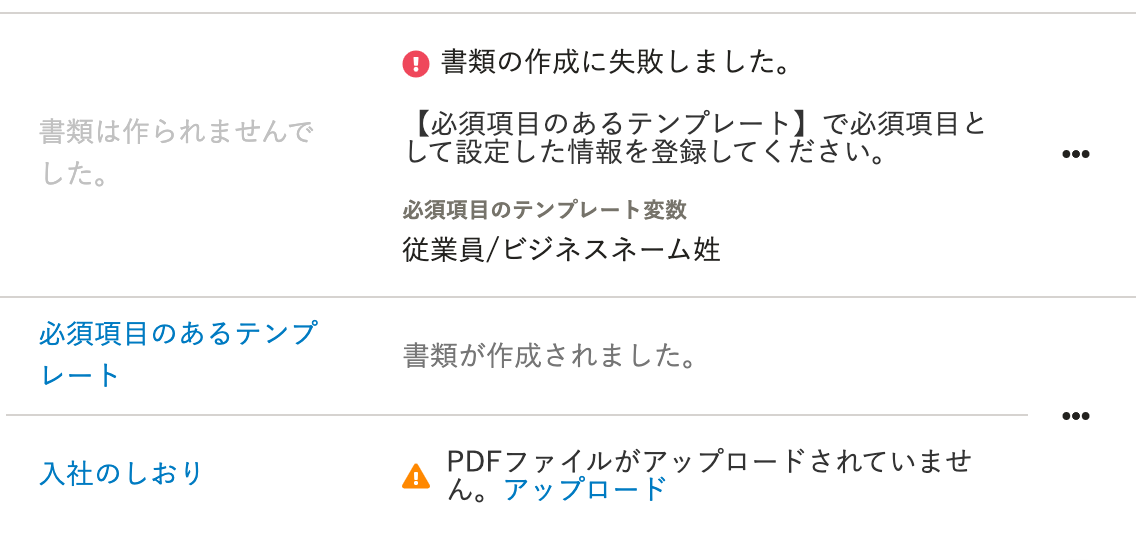 書類は作られませんで
した。
書類の作成に失敗しました。
【必須項目のあるテンプレート】で必須項目と
して設定した情報を登録してください。
必須項目のテンプレート変数
従業員/ビジネスネーム姓
必須項目のあるテンプ
レート
書類が作成されました。
入社のしおり
PDFファイルがアップロードされていませ
ん。アップロード